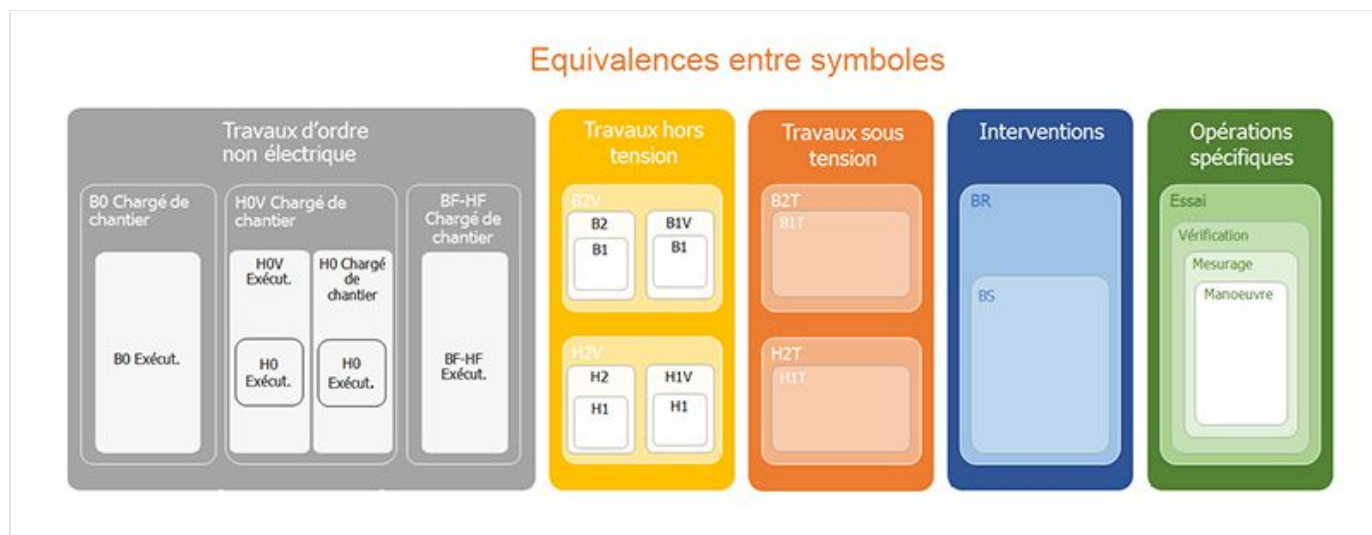 Equivalences entre symboles
Travaux d'ordre
non électrique
B0 Chargé de
chantier
B0 Exécut.
H0V Chargé de
chantier
H0V
Exécut.
H0
Exécut.
H0 Chargé
de
chantier
H0
Exécut.
BF-HF
Chargé de
chantier
BF-HF
Exécut.
Travaux hors
tension
B2V
B2
B1
B1V
B1
H2V
H2
H1
H1V
H1
Travaux sous
tension
B2T
B1T
H2T
H1T
Interventions
BR
BS
Opérations
spécifiques
Essai
Vérification
Mesurage
Manoeuvre